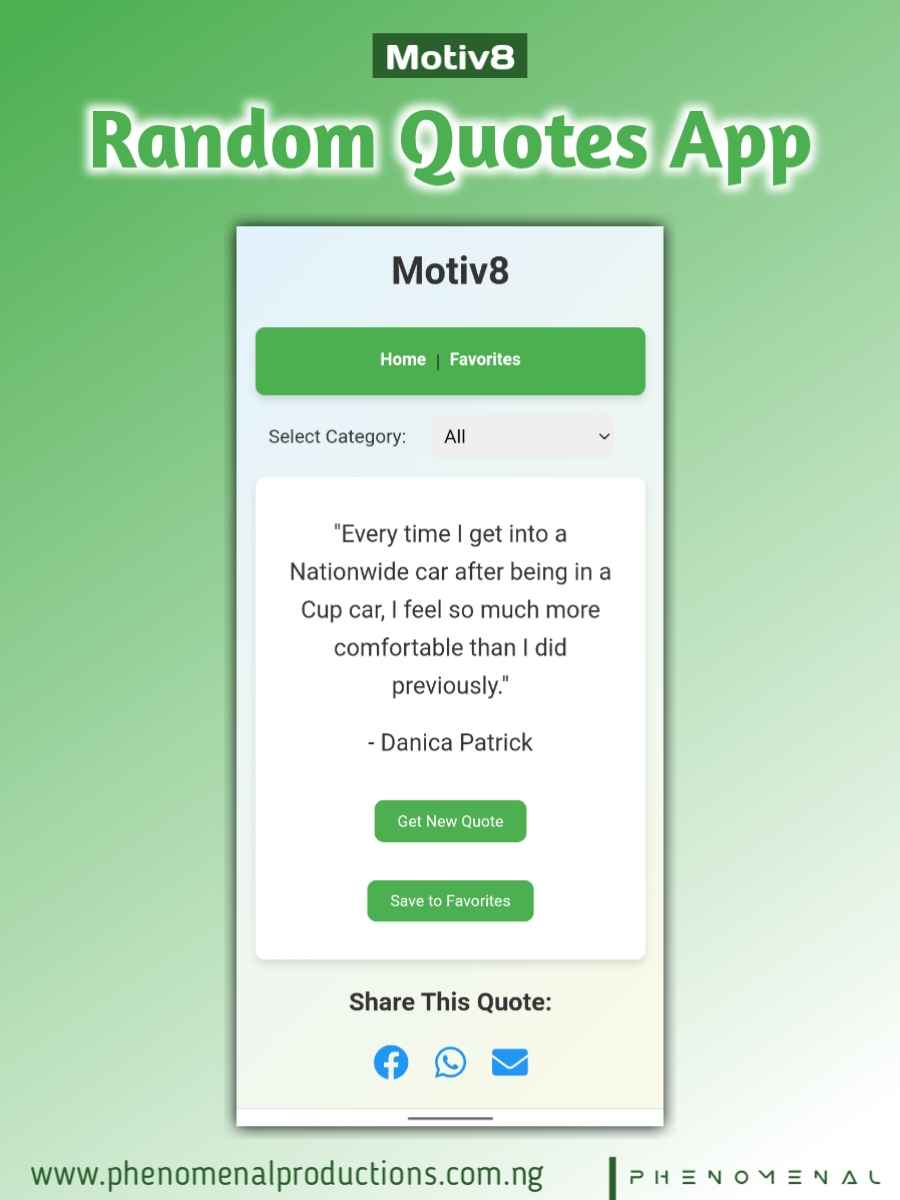 Motiv8
Random Quotes App
Motiv8
Home | Favorites
Select Category: All
"Every time I get into a
Nationwide car after being in a
Cup car, I feel so much more
comfortable than I did
previously."
- Danica Patrick
Get New Quote
Save to Favorites
Share This Quote:
www.phenomenalproductions.com.ng
PHENOMENAL